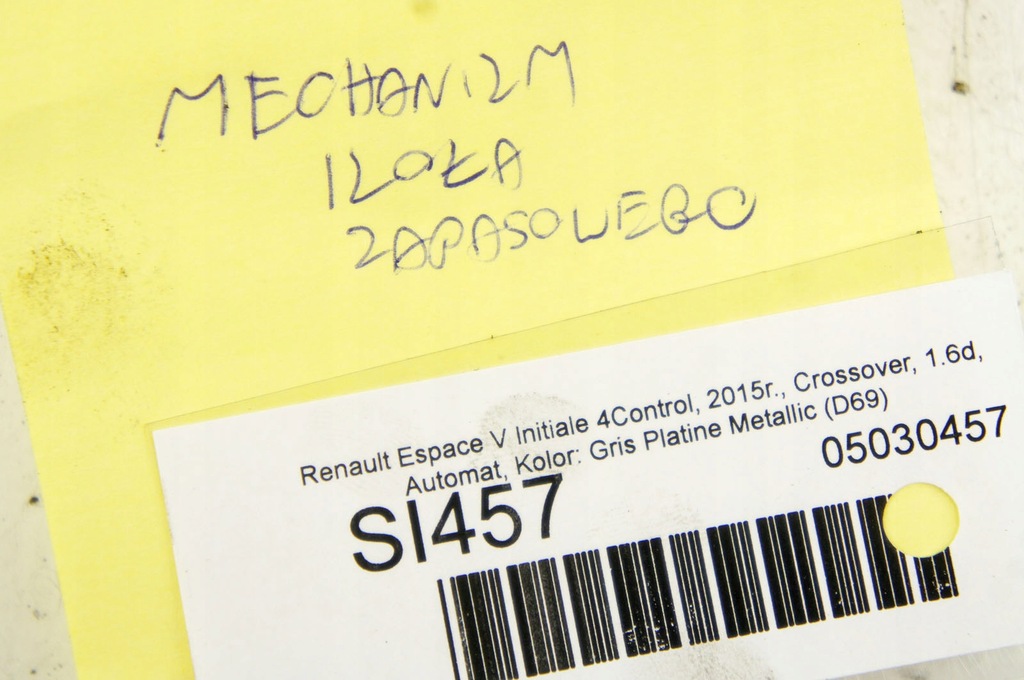 MECHANIZM
KOŁA
ZAPASOWEGO
Renault Espace V Initiale 4Control, 2015r., Crossover, 1.6d,
Automat, Kolor: Gris Platine Metallic (D69)
05030457
SI457